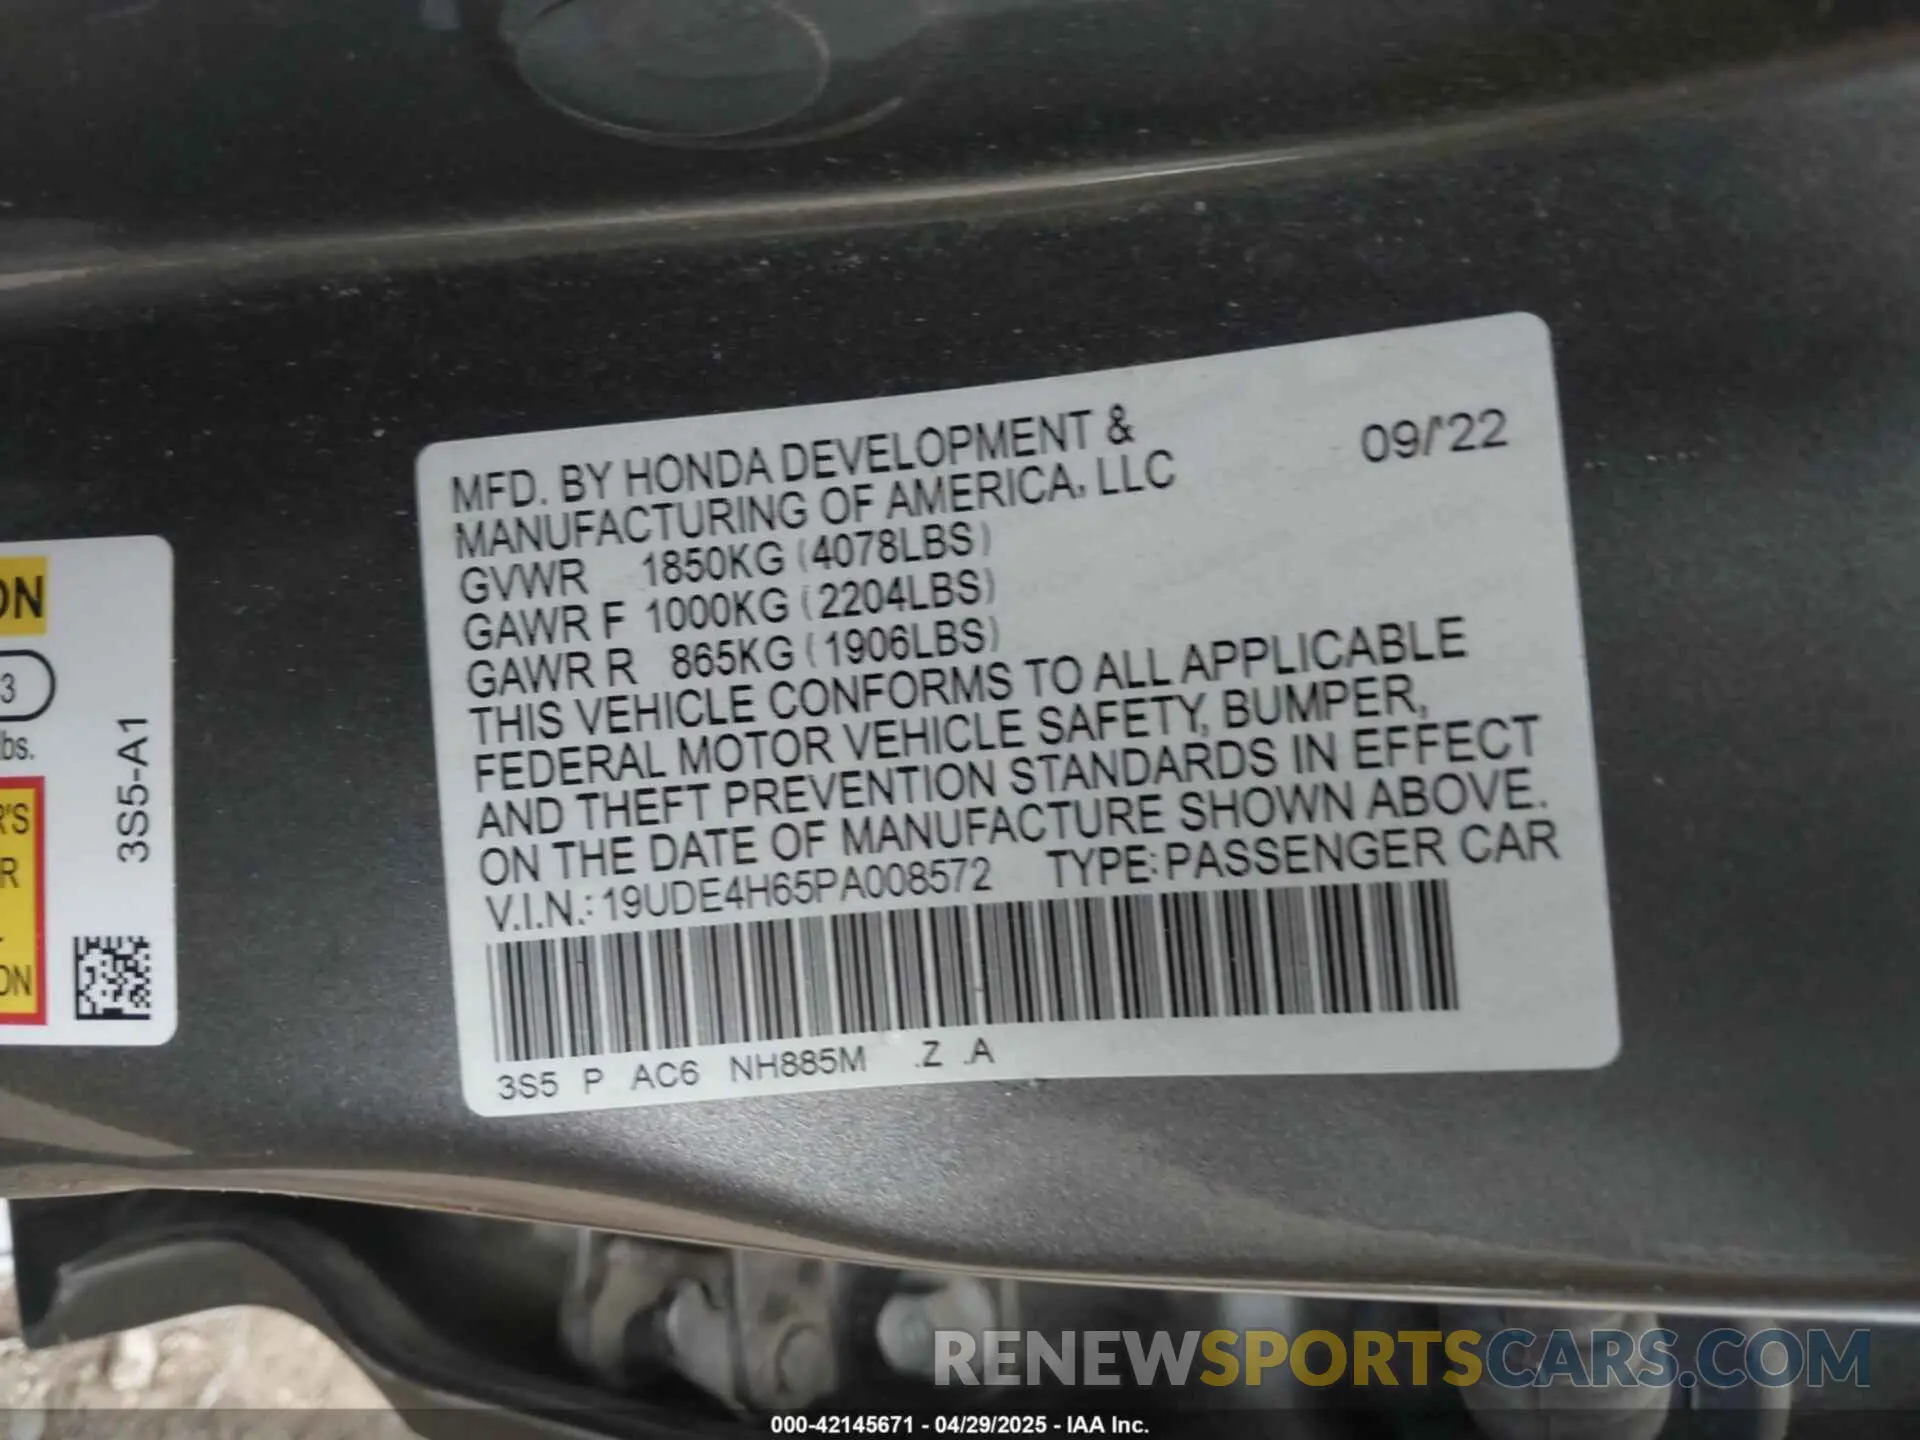 MFD. BY HONDA DEVELOPMENT &
MANUFACTURING OF AMERICA, LLC
09/'22
GVWR 1850KG (4078LBS)
GAWR F 1000KG (2204LBS)
GAWR R 865KG (1906LBS)
THIS VEHICLE CONFORMS TO ALL APPLICABLE
FEDERAL MOTOR VEHICLE SAFETY, BUMPER,
AND THEFT PREVENTION STANDARDS IN EFFECT
ON THE DATE OF MANUFACTURE SHOWN ABOVE.
V.I.N.: 19UDE4H65PA008572 TYPE: PASSENGER CAR
3S5 P AC6 NH885M .Z .A
ON
3
lbs.
R'S
R
ON
3S5-A1
RENEWSPORTSCARS.COM
000-42145671 - 04/29/2025 - IAA Inc.